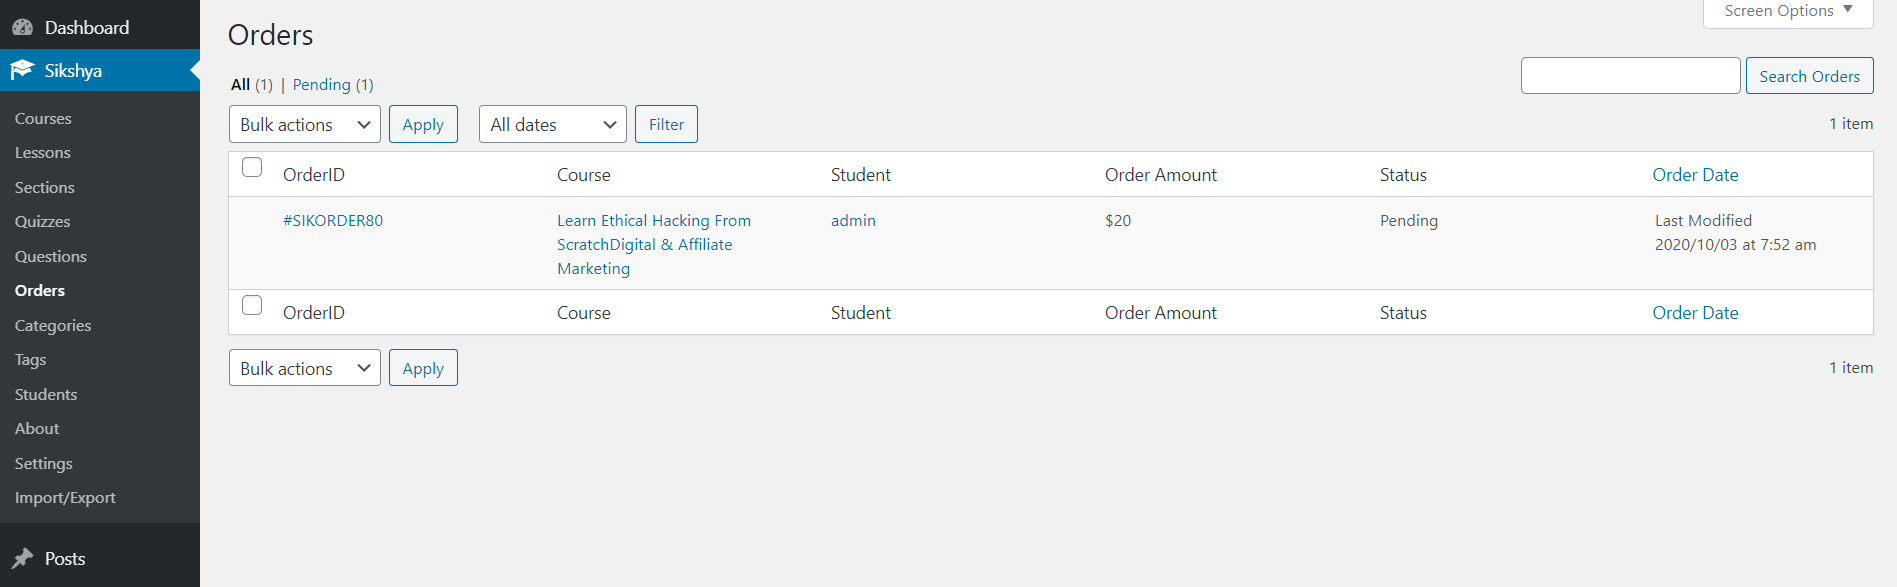 Dashboard
Sikshya
Courses
Lessons
Sections
Quizzes
Questions
Orders
Categories
Tags
Students
About
Settings
Import/Export
Posts
Screen Options
Orders
All (1) | Pending (1)
Search Orders
Bulk actions Apply All dates Filter 1 item
OrderID Course Student Order Amount Status Order Date
#SIKORDER80 Learn Ethical Hacking From admin $20 Pending Last Modified
ScratchDigital & Affiliate 2020/10/03 at 7:52 am
Marketing
OrderID Course Student Order Amount Status Order Date
Bulk actions Apply 1 item